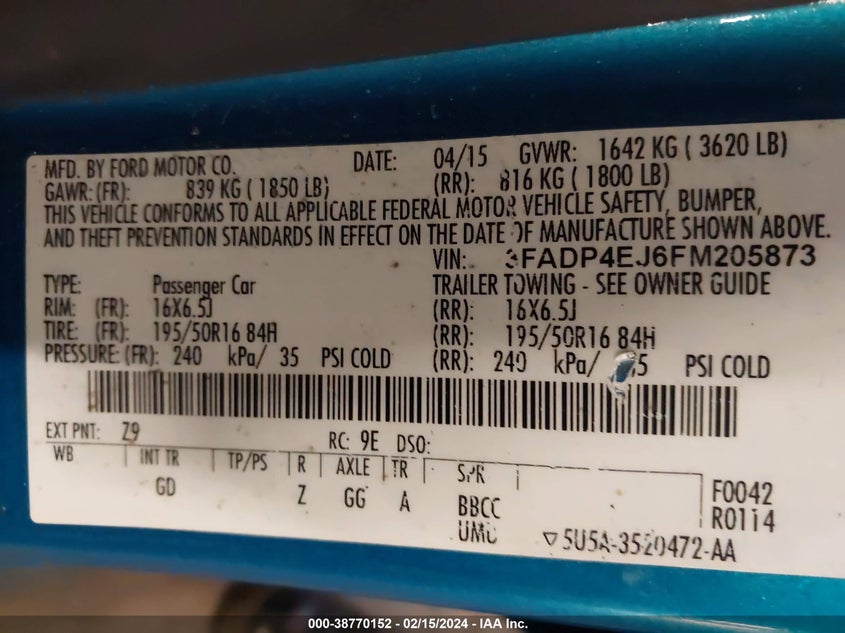 MFD. BY FORD MOTOR CO. DATE: 04/15 GVWR: 1642 KG ( 3620 LB)
GAWR:(FR): 839 KG ( 1850 LB) (RR): 816 KG ( 1800 LB)
THIS VEHICLE CONFORMS TO ALL APPLICABLE FEDERAL MOTOR VEHICLE SAFETY, BUMPER,
AND THEFT PREVENTION STANDARDS IN EFFECT ON THE DATE OF MANUFACTURE SHOWN ABOVE.
VIN: 3FADP4EJ6FM205873
TYPE: Passenger Car TRAILER TOWING - SEE OWNER GUIDE
RIM: (FR): 16X6.5J (RR): 16X6.5J
TIRE: (FR): 195/50R16 84H (RR): 195/50R16 84H
PRESSURE: (FR): 240 kPa/ 35 PSI COLD (RR): 240 kPa/ 5 PSI COLD
EXT PNT: Z9 RC: 9E DSO:
WB INT TR TP/PS R AXLE TR SPR
GD Z GG A BBCC F0042
UMB R0114
▽5U5A-3520472-AA
000-38770152 - 02/15/2024 - IAA Inc.